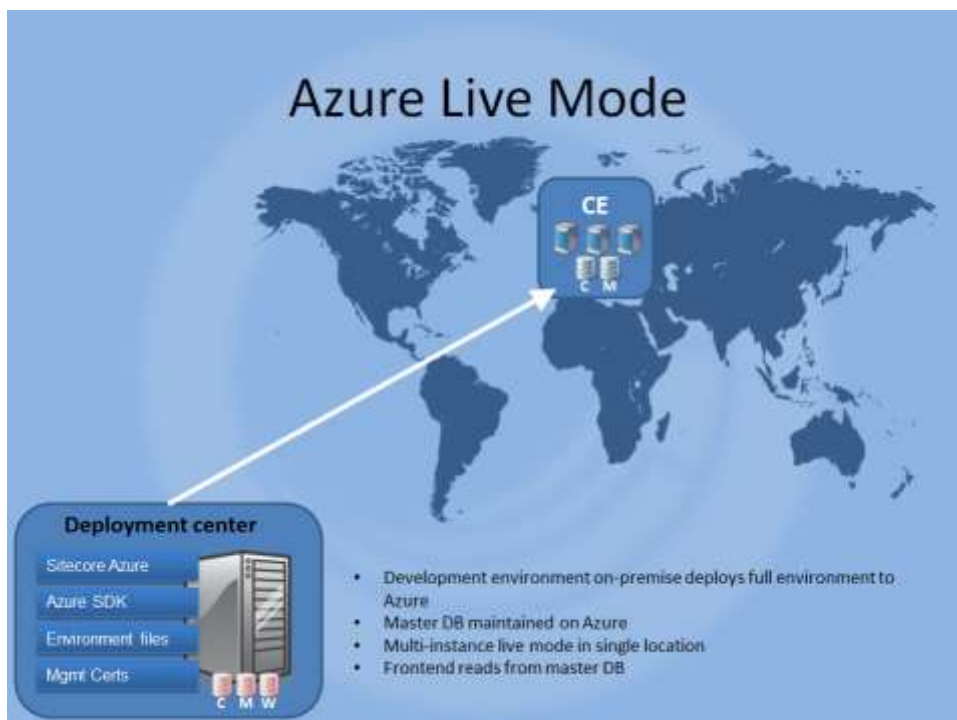 Azure Live Mode
CE
C M
Deployment center
Sitecore Azure
Azure SDK
Environment files
Mgmt Certs
C M W
• Development environment on-premise deploys full environment to
Azure
• Master DB maintained on Azure
• Multi-instance live mode in single location
• Frontend reads from master DB